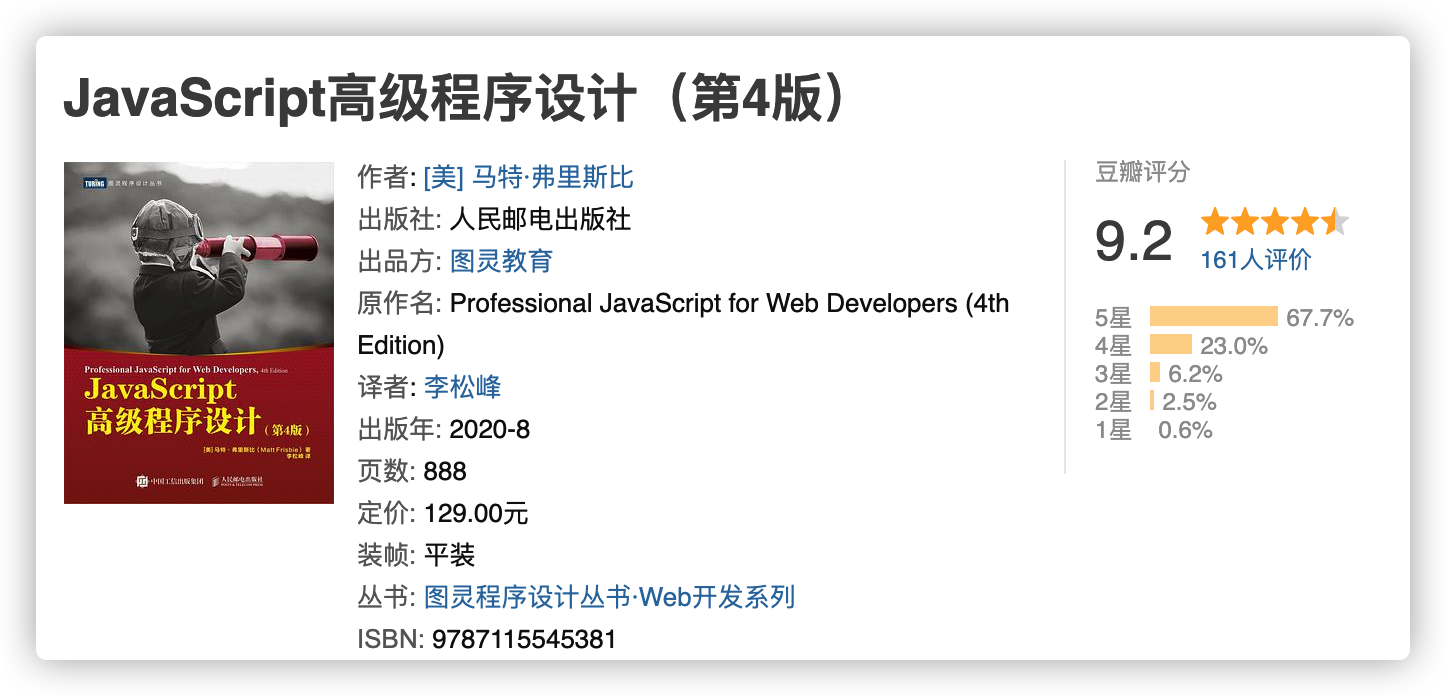 JavaScript高级程序设计（第4版）
TURING 图灵程序设计丛书
Professional JavaScript for Web Developers, 4th Edition
JavaScript
高级程序设计（第4版）
[美] 马特·弗里斯比（Matt Frisbie）著
李松峰 译
中国工信出版集团 人民邮电出版社
POSTS & TELECOM PRESS
作者: [美] 马特·弗里斯比
出版社: 人民邮电出版社
出品方: 图灵教育
原作名: Professional JavaScript for Web Developers (4th
Edition)
译者: 李松峰
出版年: 2020-8
页数: 888
定价: 129.00元
装帧: 平装
丛书: 图灵程序设计丛书·Web开发系列
ISBN: 9787115545381
豆瓣评分
9.2
161人评价
5星 67.7%
4星 23.0%
3星 6.2%
2星 2.5%
1星 0.6%